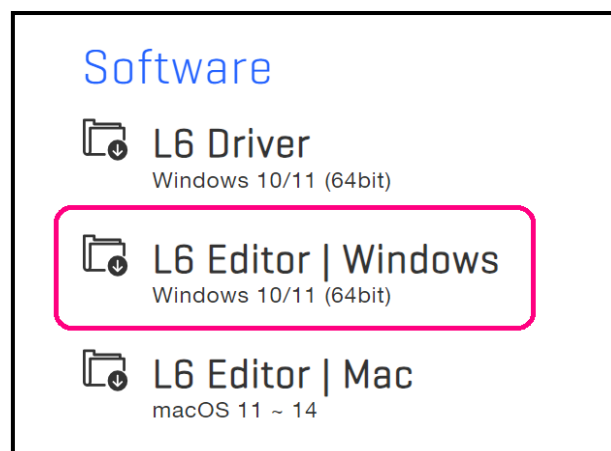 Software
L6 Driver
Windows 10/11 (64bit)
L6 Editor | Windows
Windows 10/11 (64bit)
L6 Editor | Mac
macOS 11 ~ 14